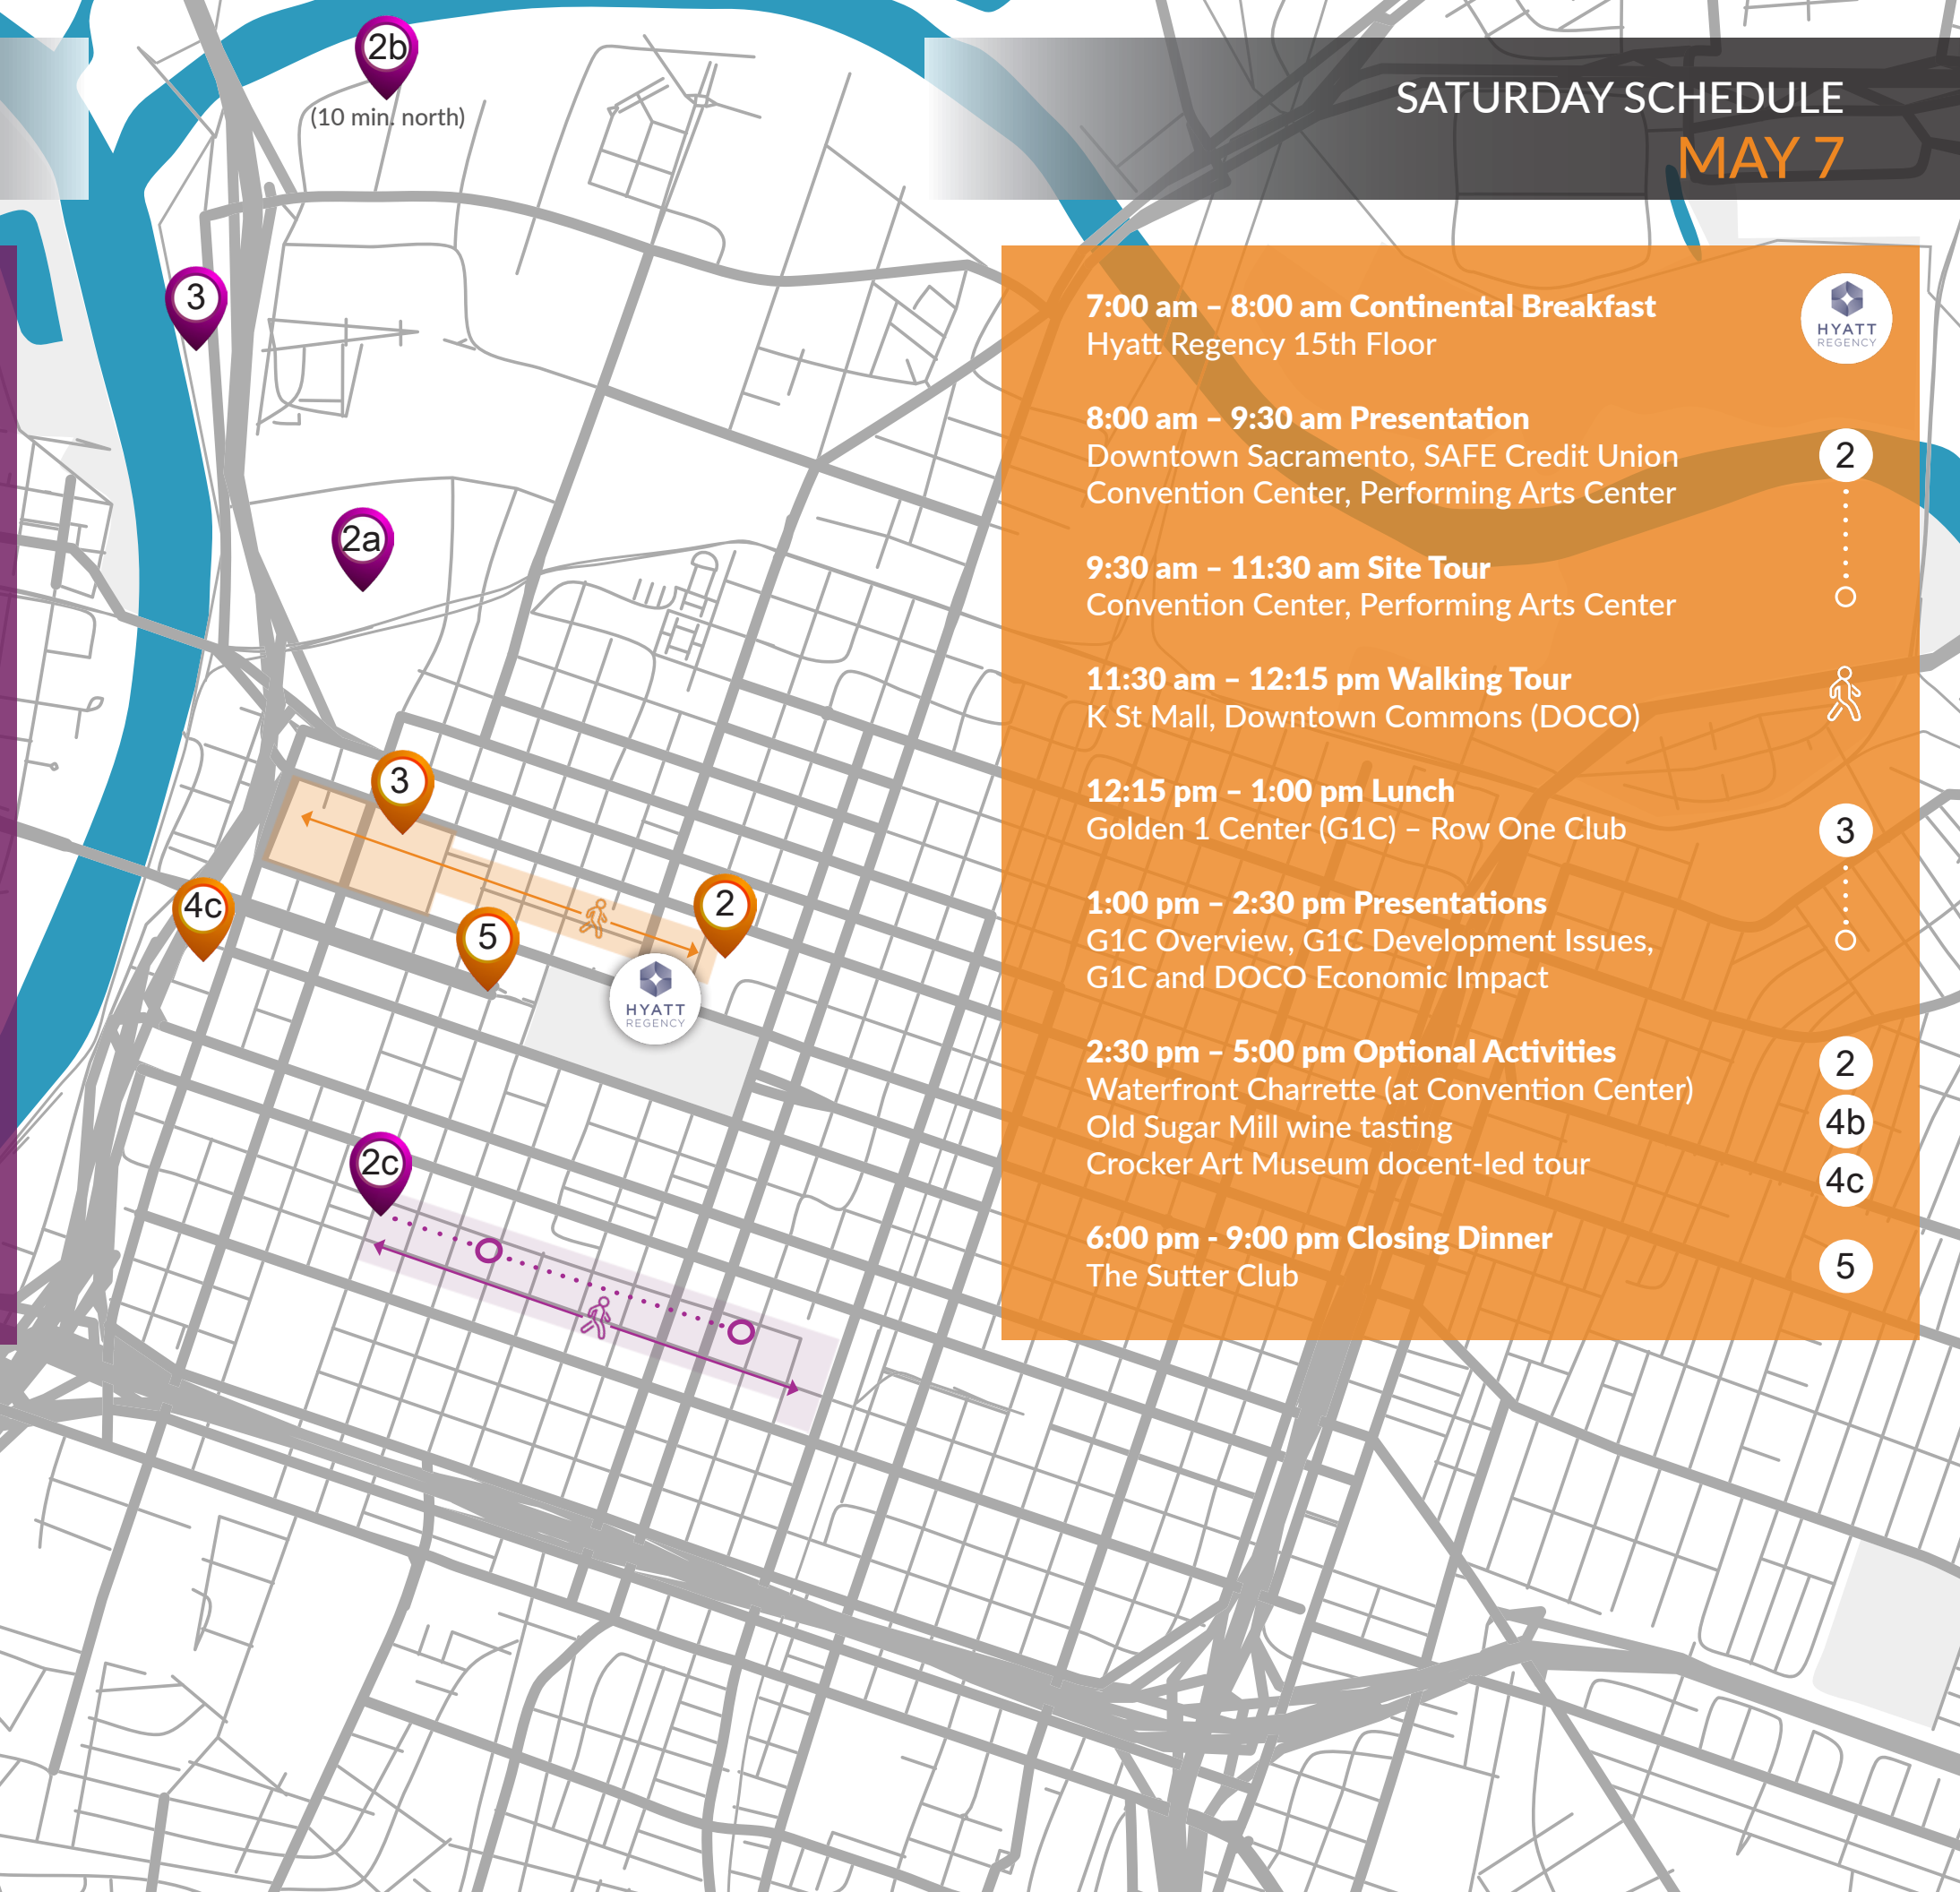 SATURDAY SCHEDULE
MAY 7
2b
(10 min. north)
3
2a
3
4c
5
2
HYATT
REGENCY
2c
7:00 am – 8:00 am Continental Breakfast
Hyatt Regency 15th Floor
HYATT
REGENCY
8:00 am – 9:30 am Presentation
Downtown Sacramento, SAFE Credit Union
Convention Center, Performing Arts Center
2
9:30 am – 11:30 am Site Tour
Convention Center, Performing Arts Center
11:30 am – 12:15 pm Walking Tour
K St Mall, Downtown Commons (DOCO)
12:15 pm – 1:00 pm Lunch
Golden 1 Center (G1C) – Row One Club
3
1:00 pm – 2:30 pm Presentations
G1C Overview, G1C Development Issues,
G1C and DOCO Economic Impact
2:30 pm – 5:00 pm Optional Activities
Waterfront Charrette (at Convention Center)
Old Sugar Mill wine tasting
Crocker Art Museum docent-led tour
2
4b
4c
6:00 pm - 9:00 pm Closing Dinner
The Sutter Club
5